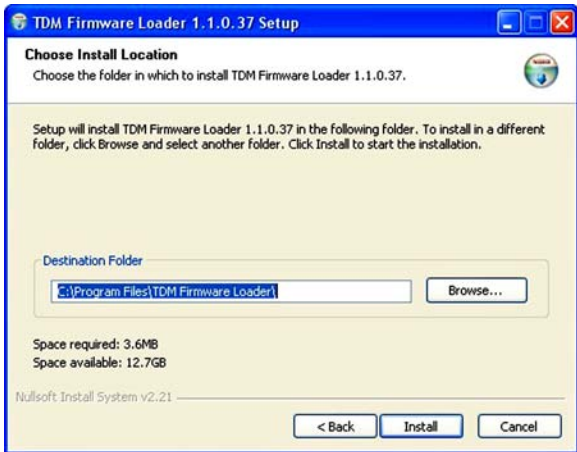 TDM Firmware Loader 1.1.0.37 Setup
Choose Install Location
Choose the folder in which to install TDM Firmware Loader 1.1.0.37.
Setup will install TDM Firmware Loader 1.1.0.37 in the following folder. To install in a different
folder, click Browse and select another folder. Click Install to start the installation.
Destination Folder
C:\Program Files\TDM Firmware Loader\
Browse...
Space required: 3.6MB
Space available: 12.7GB
Nullsoft Install System v2.21
< Back
Install
Cancel